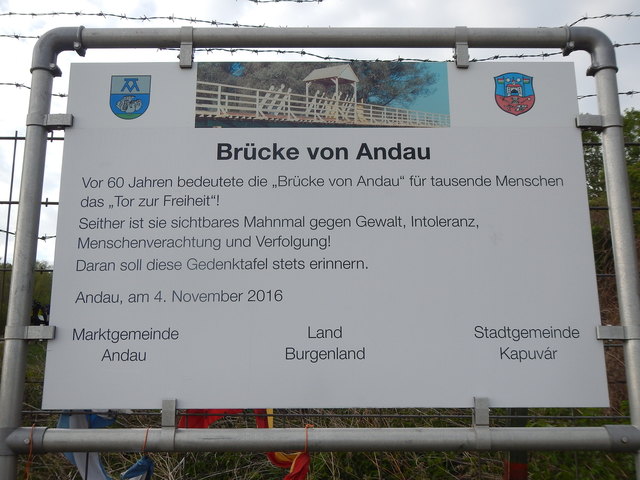 Brücke von Andau
Vor 60 Jahren bedeutete die „Brücke von Andau“ für tausende Menschen
das „Tor zur Freiheit“!
Seither ist sie sichtbares Mahnmal gegen Gewalt, Intoleranz,
Menschenverachtung und Verfolgung!
Daran soll diese Gedenktafel stets erinnern.
Andau, am 4. November 2016
Marktgemeinde Land Stadtgemeinde
Andau Burgenland Kapuvár